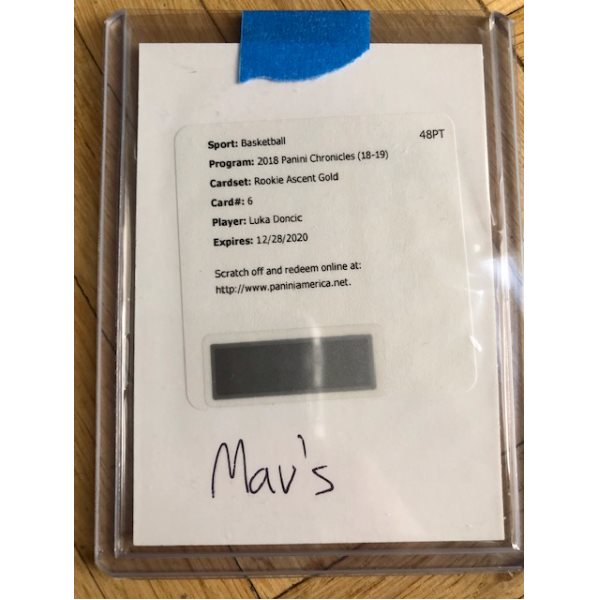 Sport: Basketball 48PT
Program: 2018 Panini Chronicles (18-19)
Cardset: Rookie Ascent Gold
Card#: 6
Player: Luka Doncic
Expires: 12/28/2020
Scratch off and redeem online at:
http://www.paniniamerica.net.
Mav's